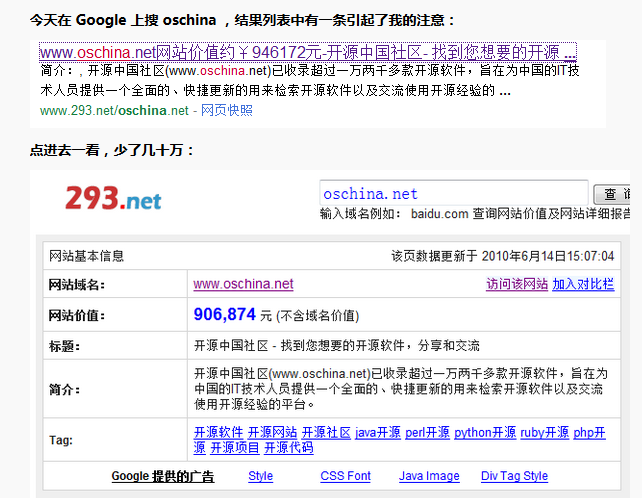 今天在 Google 上搜 oschina ，结果列表中有一条引起了我的注意：
www.oschina.net网站价值约￥946172元-开源中国社区- 找到您想要的开源 ...
简介：, 开源中国社区(www.oschina.net)已收录超过一万两千多款开源软件，旨在为中国的IT技
术人员提供一个全面的、快捷更新的用来检索开源软件以及交流使用开源经验的 ...
www.293.net/oschina.net - 网页快照
点进去一看，少了几十万：
293.net
oschina.net
查 询
输入域名例如： baidu.com 查询网站价值及网站详细报告
网站基本信息 该页数据更新于 2010年6月14日15:07:04
网站域名： www.oschina.net 访问该网站 加入对比栏
网站价值： 906,874 元 (不含域名价值)
标题： 开源中国社区 - 找到您想要的开源软件，分享和交流
简介： 开源中国社区(www.oschina.net)已收录超过一万两千多款开源软件，旨在为
中国的IT技术人员提供一个全面的、快捷更新的用来检索开源软件以及交流
使用开源经验的平台。
Tag: 开源软件 开源网站 开源社区 java开源 perl开源 python开源 ruby开源 php开
源 开源项目 开源代码
Google 提供的广告 Style CSS Font Java Image Div Tag Style